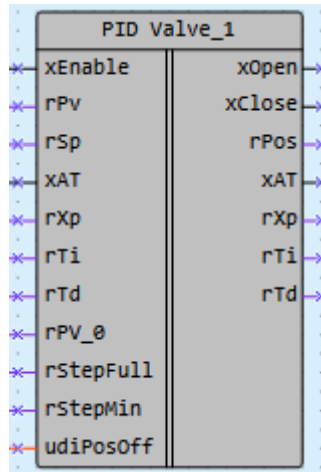 PID Valve_1
xEnable xOpen
rPv xClose
rSp rPos
xAT xAT
rXp rXp
rTi rTi
rTd rTd
rPV_0
rStepFull
rStepMin
udiPosOff